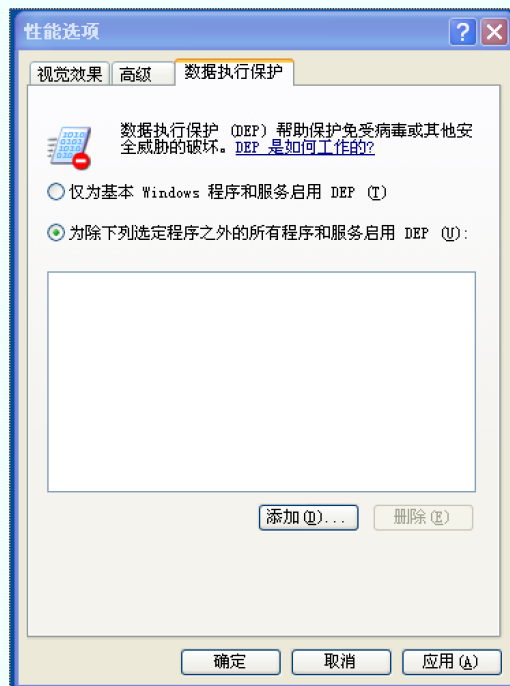 性能选项
视觉效果 高级 数据执行保护
数据执行保护 (DEP) 帮助保护免受病毒或其他安
全威胁的破坏。DEP 是如何工作的?
仅为基本 Windows 程序和服务启用 DEP (T)
为除下列选定程序之外的所有程序和服务启用 DEP (U):
添加(D)... 删除(E)
确定 取消 应用(A)